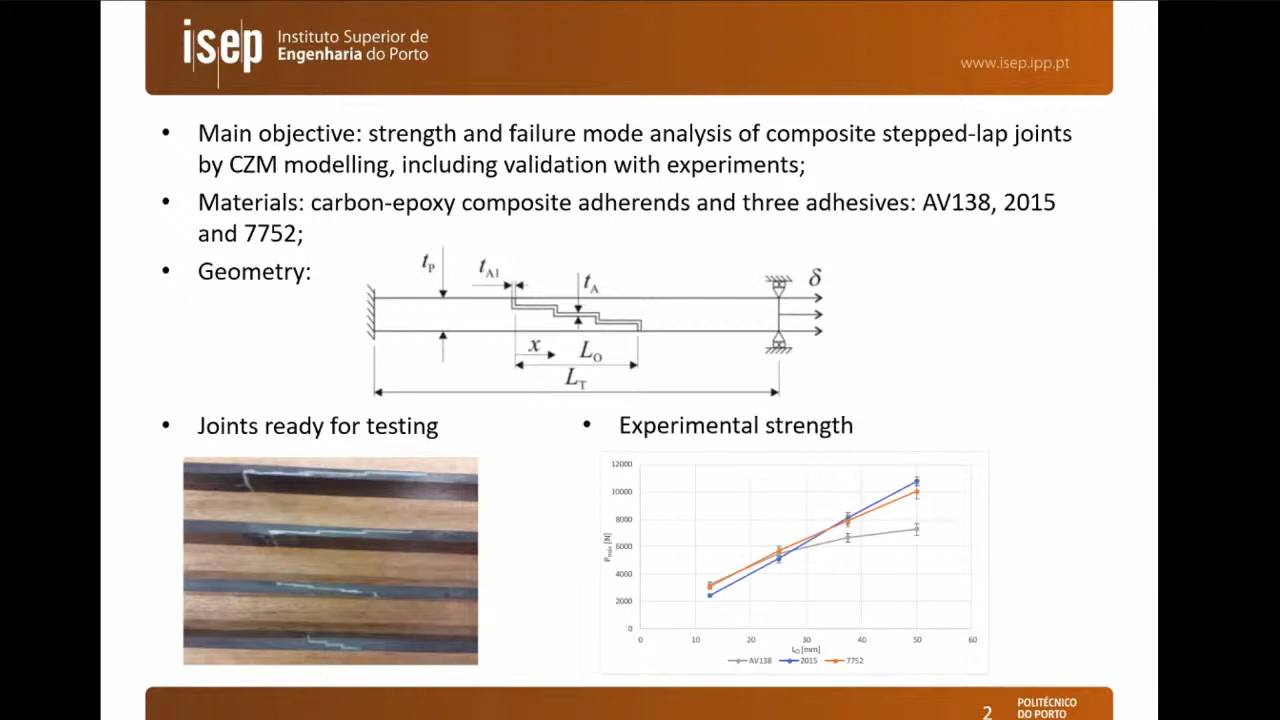 isep
Instituto Superior de
Engenharia do Porto
www.isep.ipp.pt
• Main objective: strength and failure mode analysis of composite stepped-lap joints
by CZM modelling, including validation with experiments;
• Materials: carbon-epoxy composite adherends and three adhesives: AV138, 2015
and 7752;
• Geometry:
tP
tA1
tA
δ
x
LO
LT
• Joints ready for testing
• Experimental strength
12000
10000
8000
6000
4000
2000
0
Pmáx [N]
0 10 20 30 40 50 60
LO [mm]
AV138 2015 7752
2
POLITÉCNICO
DO PORTO